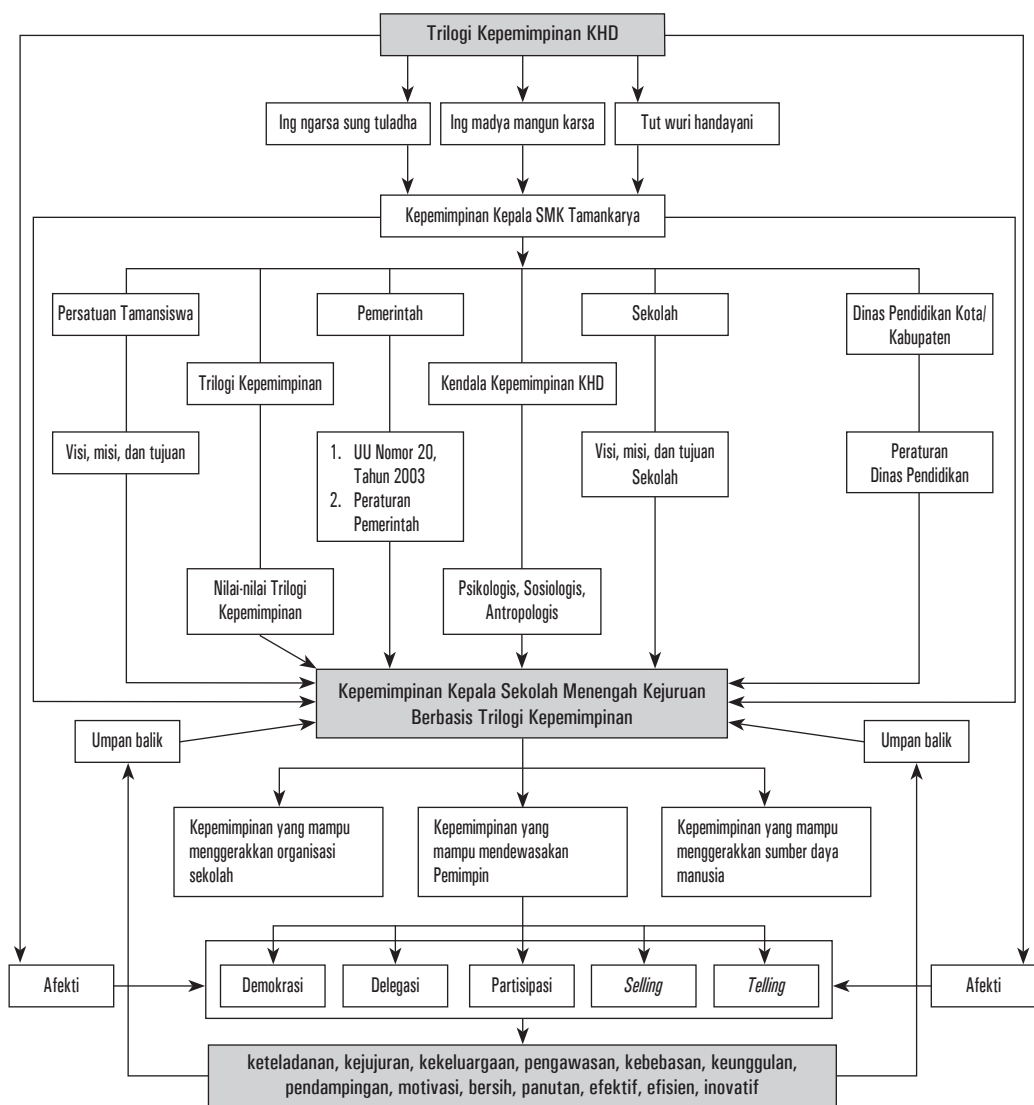 Trilogi Kepemimpinan KHD
Ing ngarsa sung tuladha
Ing madya mangun karsa
Tut wuri handayani
Kepemimpinan Kepala SMK Tamankarya
Persatuan Tamansiswa
Pemerintah
Sekolah
Dinas Pendidikan Kota/
Kabupaten
Trilogi Kepemimpinan
Kendala Kepemimpinan KHD
Visi, misi, dan tujuan
1. UU Nomor 20,
Tahun 2003
2. Peraturan
Pemerintah
Visi, misi, dan tujuan
Sekolah
Peraturan
Dinas Pendidikan
Nilai-nilai Trilogi
Kepemimpinan
Psikologis, Sosiologis,
Antropologis
Kepemimpinan Kepala Sekolah Menengah Kejuruan
Berbasis Trilogi Kepemimpinan
Umpan balik
Umpan balik
Kepemimpinan yang mampu
menggerakkan organisasi
sekolah
Kepemimpinan yang
mampu mendewasakan
Pemimpin
Kepemimpinan yang mampu
menggerakkan sumber daya
manusia
Afekti
Demokrasi
Delegasi
Partisipasi
Selling
Telling
Afekti
keteladanan, kejujuran, kekeluargaan, pengawasan, kebebasan, keunggulan,
pendampingan, motivasi, bersih, panutan, efektif, efisien, inovatif